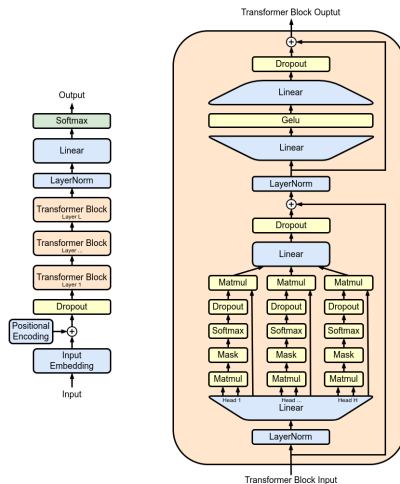 Output
Softmax
Linear
LayerNorm
Transformer Block
Layer L
Transformer Block
Layer ...
Transformer Block
Layer 1
Dropout
Positional
Encoding
Input
Embedding
Input
Transformer Block Ouptut
Dropout
Linear
Gelu
Linear
LayerNorm
Dropout
Linear
Matmul Matmul Matmul
Dropout Dropout Dropout
Softmax Softmax Softmax
Mask Mask Mask
Matmul Matmul Matmul
Head 1 Head ... Head H
Linear
LayerNorm
Transformer Block Input